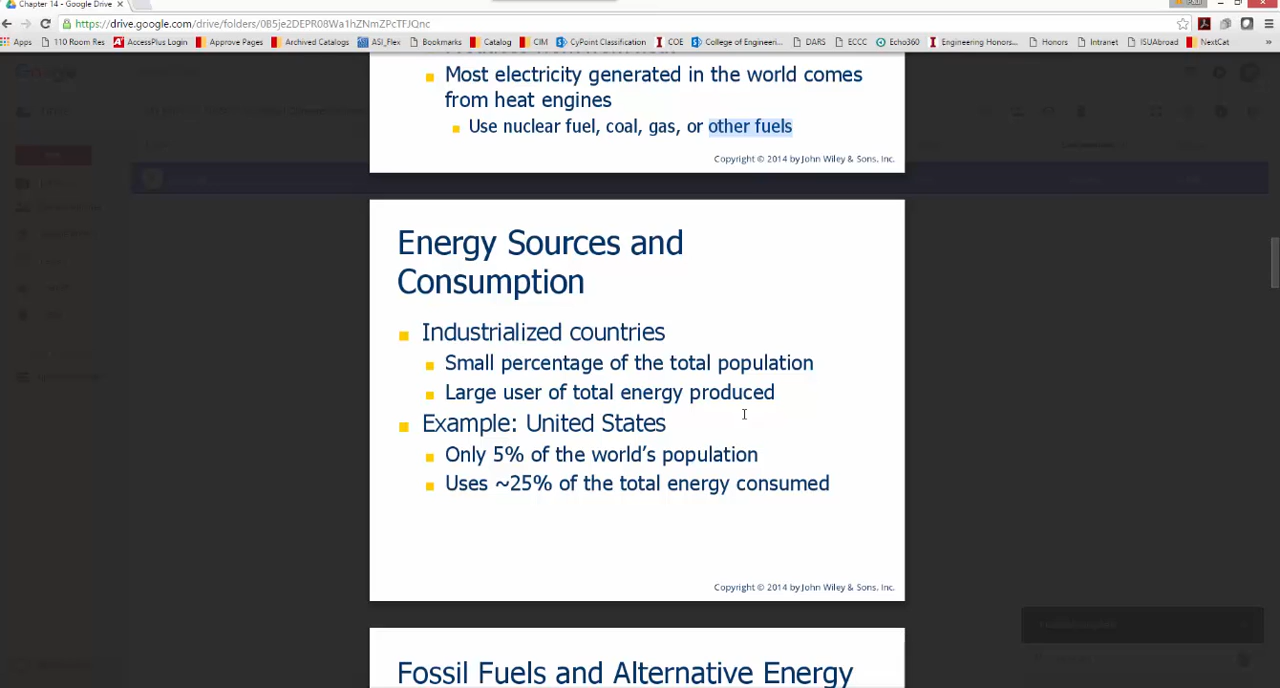 Chapter 14 - Google Drive
https://drive.google.com/drive/folders/0B5je2DEPR08Wa1hZNmZPcTFJQnc
Apps 110 Room Res AccessPlus Login Approve Pages Archived Catalogs ASI_Flex Bookmarks Catalog CIM CyPoint Classification COE College of Engineeri... DARS ECCC Echo360 Engineering Honors... Honors Intranet ISUAbroad NextCat »
Most electricity generated in the world comes
from heat engines
Use nuclear fuel, coal, gas, or other fuels
Copyright © 2014 by John Wiley & Sons, Inc.
Energy Sources and
Consumption
Industrialized countries
Small percentage of the total population
Large user of total energy produced
Example: United States
Only 5% of the world's population
Uses ~25% of the total energy consumed
Copyright © 2014 by John Wiley & Sons, Inc.
Fossil Fuels and Alternative Energy